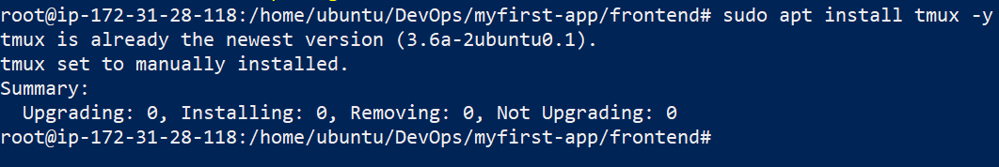 root@ip-172-31-28-118:/home/ubuntu/DevOps/myfirst-app/frontend# sudo apt install tmux -y
tmux is already the newest version (3.6a-2ubuntu0.1).
tmux set to manually installed.
Summary:
  Upgrading: 0, Installing: 0, Removing: 0, Not Upgrading: 0
root@ip-172-31-28-118:/home/ubuntu/DevOps/myfirst-app/frontend#